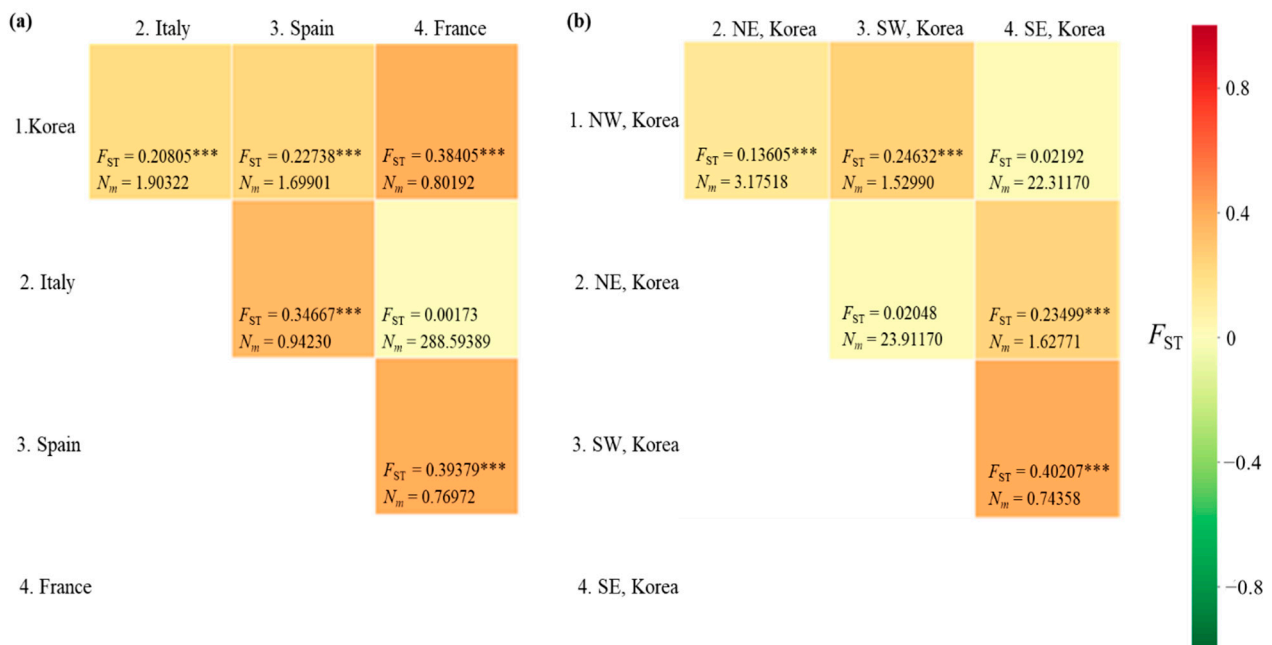 (a)
2. Italy 3. Spain 4. France
1.Korea
FST = 0.20805*** FST = 0.22738*** FST = 0.38405***
Nm = 1.90322 Nm = 1.69901 Nm = 0.80192
2. Italy
FST = 0.34667*** FST = 0.00173
Nm = 0.94230 Nm = 288.59389
3. Spain
FST = 0.39379***
Nm = 0.76972
4. France
(b)
2. NE, Korea 3. SW, Korea 4. SE, Korea
1. NW, Korea
FST = 0.13605*** FST = 0.24632*** FST = 0.02192
Nm = 3.17518 Nm = 1.52990 Nm = 22.31170
2. NE, Korea
FST = 0.02048 FST = 0.23499***
Nm = 23.91170 Nm = 1.62771
3. SW, Korea
FST = 0.40207***
Nm = 0.74358
4. SE, Korea
FST
0.8
0.4
0
−0.4
−0.8